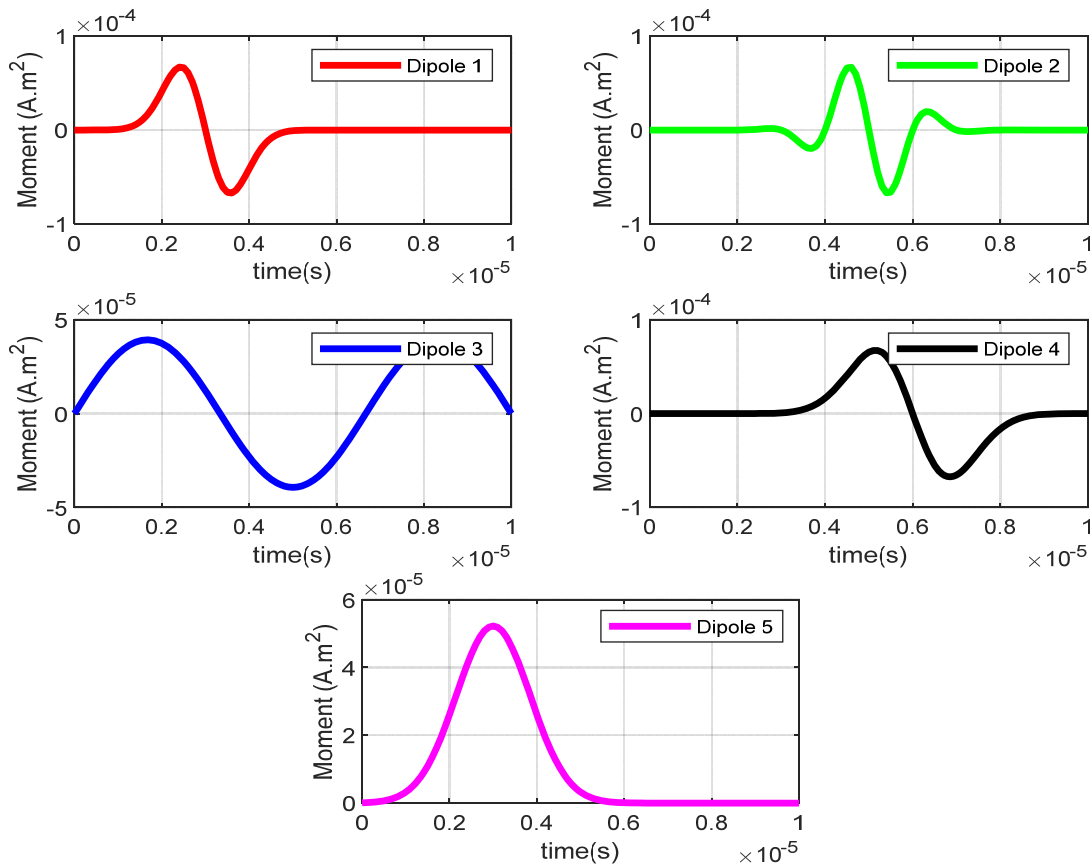 ×10-4
Moment (A.m2)
1
0
-1
Dipole 1
0 0.2 0.4 0.6 0.8 1
time(s)
×10-5
×10-4
Moment (A.m2)
1
0
-1
Dipole 2
0 0.2 0.4 0.6 0.8 1
time(s)
×10-5
×10-5
Moment (A.m2)
5
0
-5
Dipole 3
0 0.2 0.4 0.6 0.8 1
time(s)
×10-5
×10-4
Moment (A.m2)
1
0
-1
Dipole 4
0 0.2 0.4 0.6 0.8 1
time(s)
×10-5
×10-5
Moment (A.m2)
6
4
2
0
Dipole 5
0 0.2 0.4 0.6 0.8 1
time(s)
×10-5